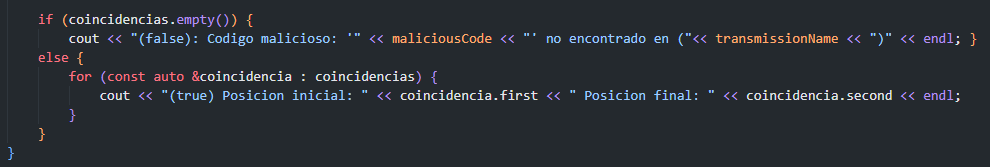 if (coincidencias.empty()) {
cout << "(false): Codigo malicioso: '" << maliciousCode << "' no encontrado en ("<< transmissionName << ")" << endl; }
else {
for (const auto &coincidencia : coincidencias) {
cout << "(true) Posicion inicial: " << coincidencia.first << " Posicion final: " << coincidencia.second << endl;
}
}
}